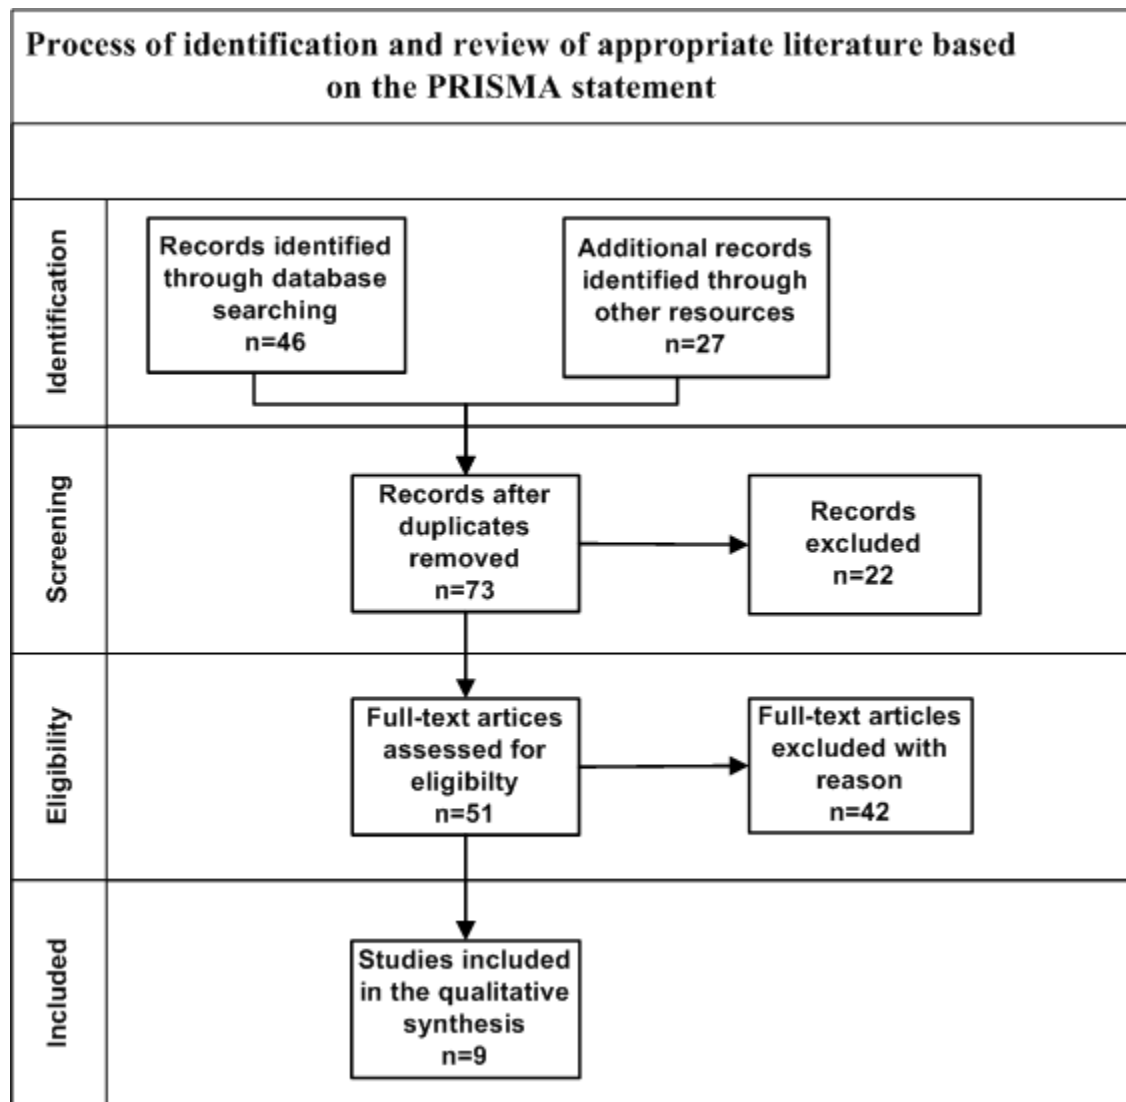 Process of identification and review of appropriate literature based
on the PRISMA statement
Identification
Records identified
through database
searching
n=46
Additional records
identified through
other resources
n=27
Screening
Records after
duplicates
removed
n=73
Records
excluded
n=22
Eligibility
Full-text artices
assessed for
eligibilty
n=51
Full-text articles
excluded with
reason
n=42
Included
Studies included
in the qualitative
synthesis
n=9